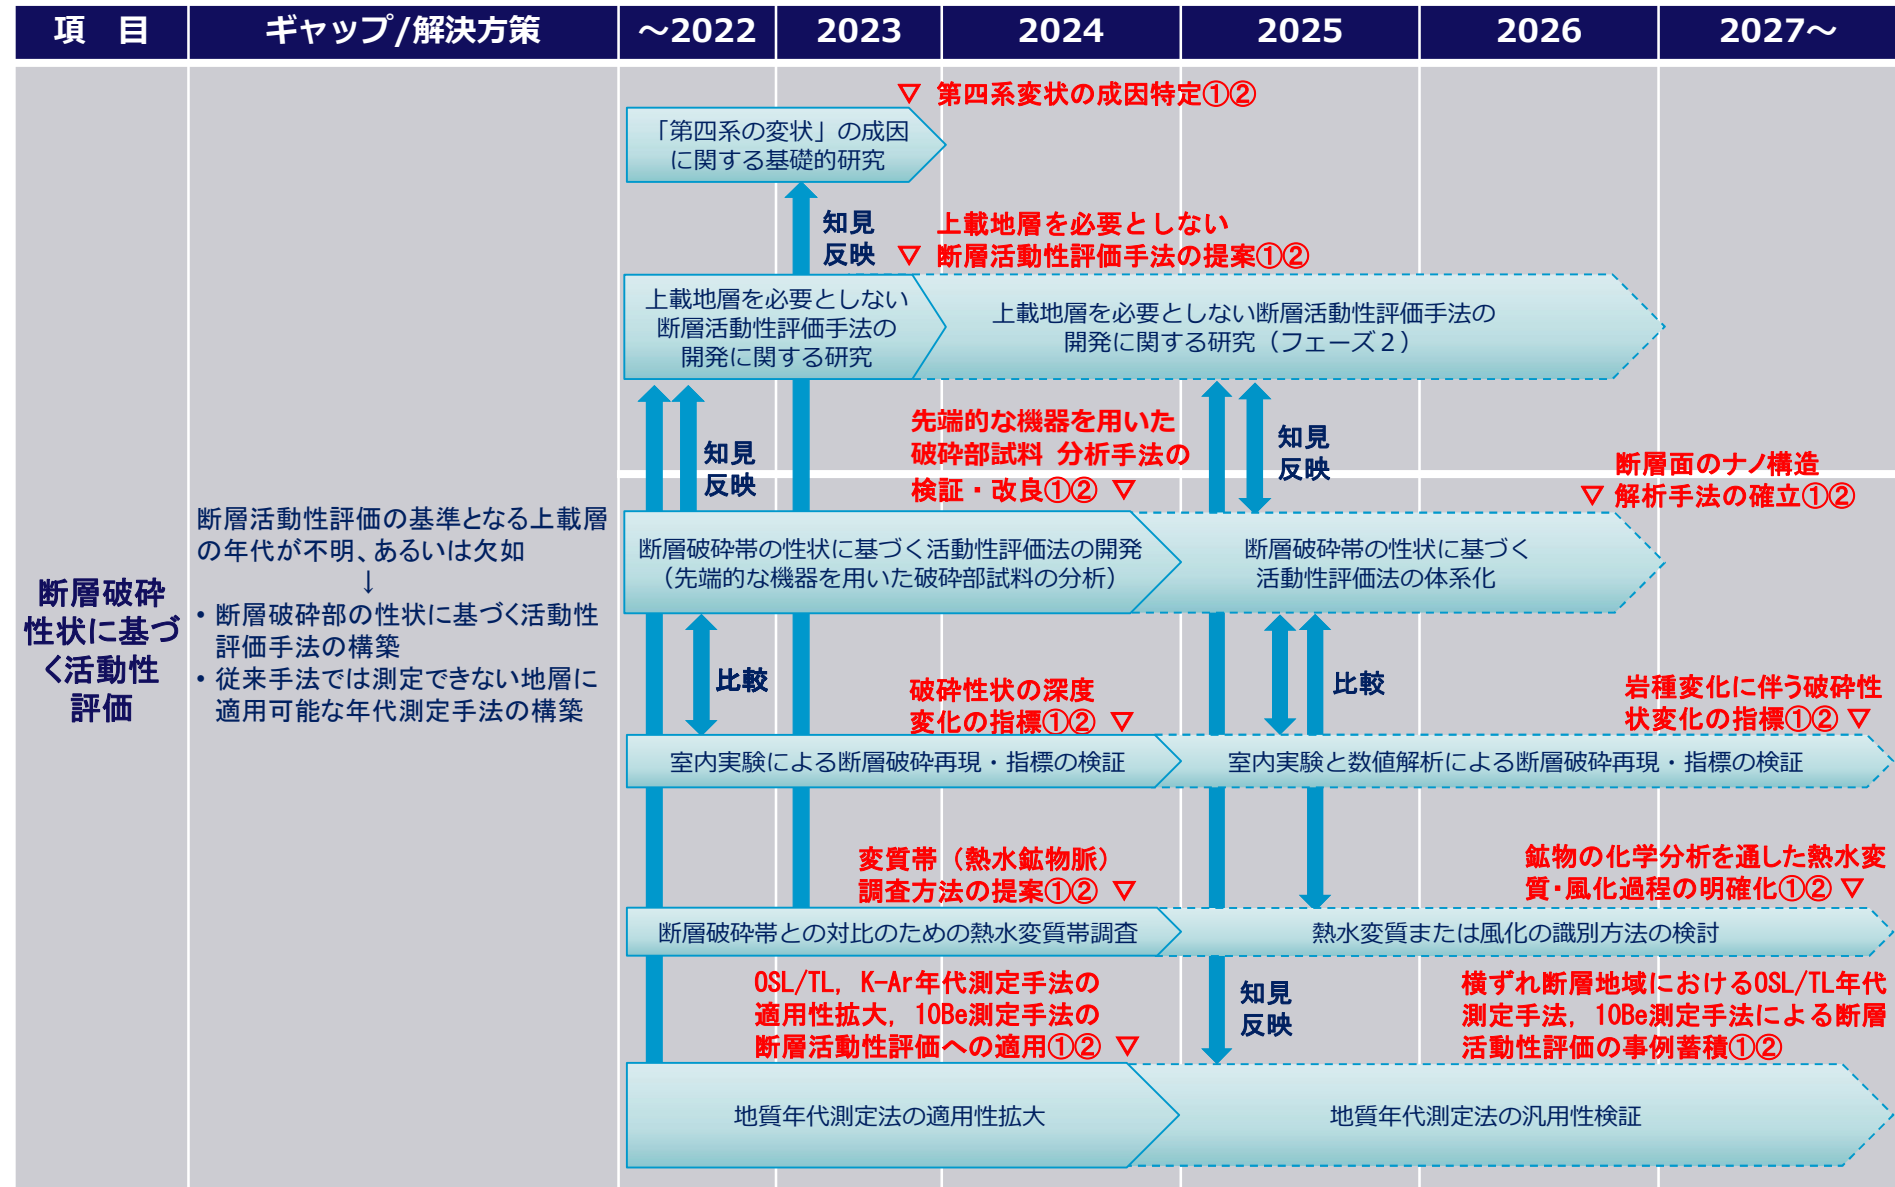 項　目
ギャップ/解決方策
～2022
2023
2024
2025
2026
2027～
断層破砕
性状に基づ
く活動性
評価
断層活動性評価の基準となる上載層
の年代が不明、あるいは欠如
↓
• 断層破砕部の性状に基づく活動性
評価手法の構築
• 従来手法では測定できない地層に
適用可能な年代測定手法の構築
▽ 第四系変状の成因特定①②
「第四系の変状」の成因
に関する基礎的研究
知見
反映
上載地層を必要としない
▽ 断層活動性評価手法の提案①②
上載地層を必要としない
断層活動性評価手法の
開発に関する研究
上載地層を必要としない断層活動性評価手法の
開発に関する研究（フェーズ２）
知見
反映
先端的な機器を用いた
破砕部試料 分析手法の
検証・改良①② ▽
知見
反映
断層面のナノ構造
▽ 解析手法の確立①②
断層破砕帯の性状に基づく活動性評価法の開発
（先端的な機器を用いた破砕部試料の分析）
断層破砕帯の性状に基づく
活動性評価法の体系化
比較
破砕性状の深度
変化の指標①② ▽
比較
岩種変化に伴う破砕性
状変化の指標①② ▽
室内実験による断層破砕再現・指標の検証
室内実験と数値解析による断層破砕再現・指標の検証
変質帯（熱水鉱物脈）
調査方法の提案①② ▽
鉱物の化学分析を通した熱水変
質・風化過程の明確化①② ▽
断層破砕帯との対比のための熱水変質帯調査
熱水変質または風化の識別方法の検討
OSL/TL, K-Ar年代測定手法の
適用性拡大, 10Be測定手法の
断層活動性評価への適用①② ▽
知見
反映
横ずれ断層地域におけるOSL/TL年代
測定手法, 10Be測定手法による断層
活動性評価の事例蓄積①②
地質年代測定法の適用性拡大
地質年代測定法の汎用性検証